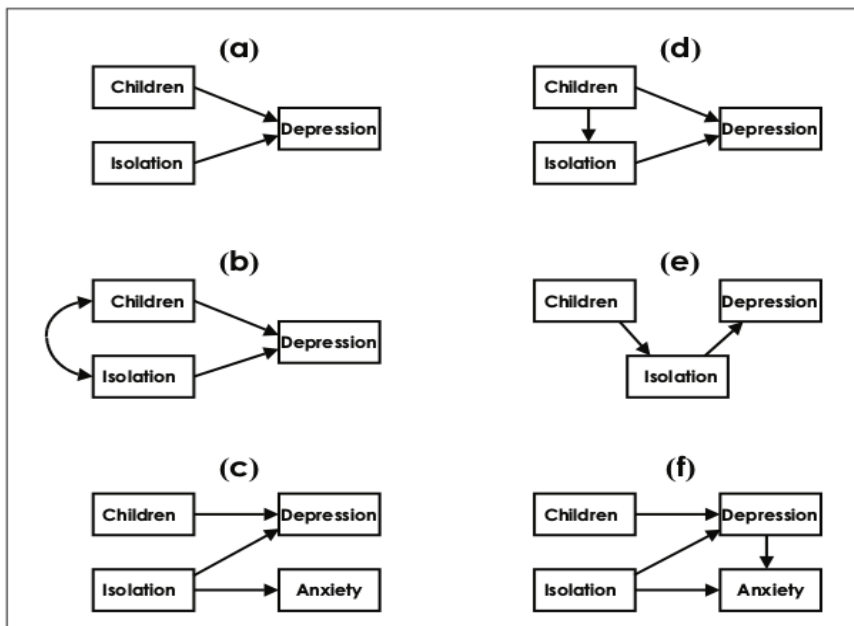 (a)
Children
Depression
Isolation
(d)
Children
Depression
Isolation
(b)
Children
Depression
Isolation
(e)
Children
Depression
Isolation
(c)
Children
Depression
Isolation
Anxiety
(f)
Children
Depression
Isolation
Anxiety